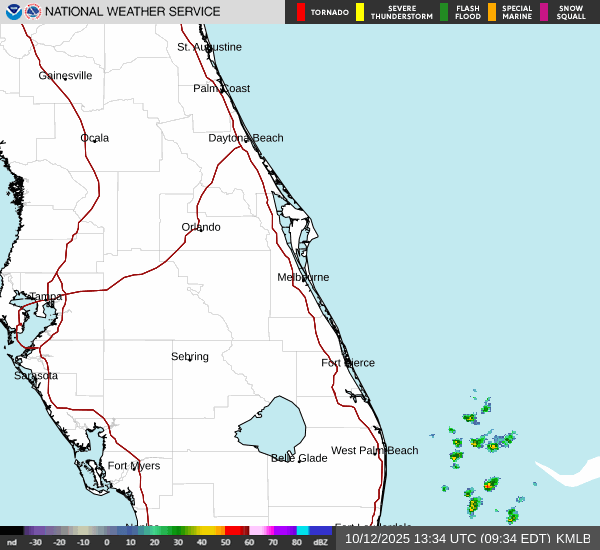 NATIONAL WEATHER SERVICE
TORNADO
SEVERE
THUNDERSTORM
FLASH
FLOOD
SPECIAL
MARINE
SNOW
SQUALL
St. Augustine
Gainesville
Palm Coast
Ocala
Daytona Beach
Orlando
Melbourne
Tampa
Sebring
Fort Pierce
Sarasota
West Palm Beach
Belle Glade
Fort Myers
Fort Lauderdale
nd -30 -20 -10 0 10 20 30 40 50 60 70 80 dBZ
10/12/2025 13:34 UTC (09:34 EDT) KMLB